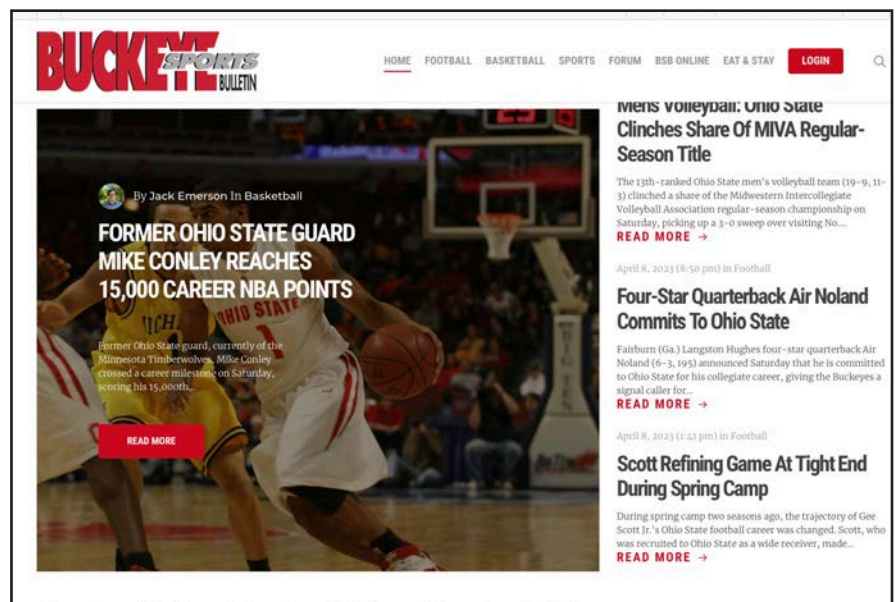 BUCKEYE
SPORTS
BULLETIN
HOME FOOTBALL BASKETBALL SPORTS FORUM BSB ONLINE EAT & STAY LOGIN
By Jack Emerson In Basketball
FORMER OHIO STATE GUARD
MIKE CONLEY REACHES
15,000 CAREER NBA POINTS
Former Ohio State guard, currently of the
Minnesota Timberwolves, Mike Conley
crossed a career milestone on Saturday,
scoring his 15,000th...
READ MORE
OHIO STATE
1
BIG TEN
Mens Volleyball: Ohio State
Clinches Share Of MIVA Regular-
Season Title
The 13th-ranked Ohio State men's volleyball team (19-9, 11-
3) clinched a share of the Midwestern Intercollegiate
Volleyball Association regular-season championship on
Saturday, picking up a 3-0 sweep over visiting No....
READ MORE →
April 8, 2023 (8:50 pm) in Football
Four-Star Quarterback Air Noland
Commits To Ohio State
Fairburn (Ga.) Langston Hughes four-star quarterback Air
Noland (6-3, 195) announced Saturday that he is committed
to Ohio State for his collegiate career, giving the Buckeyes a
signal caller for...
READ MORE →
April 8, 2023 (1:41 pm) in Football
Scott Refining Game At Tight End
During Spring Camp
During spring camp two seasons ago, the trajectory of Gee
Scott Jr.'s Ohio State football career was changed. Scott, who
was recruited to Ohio State as a wide receiver, made...
READ MORE →